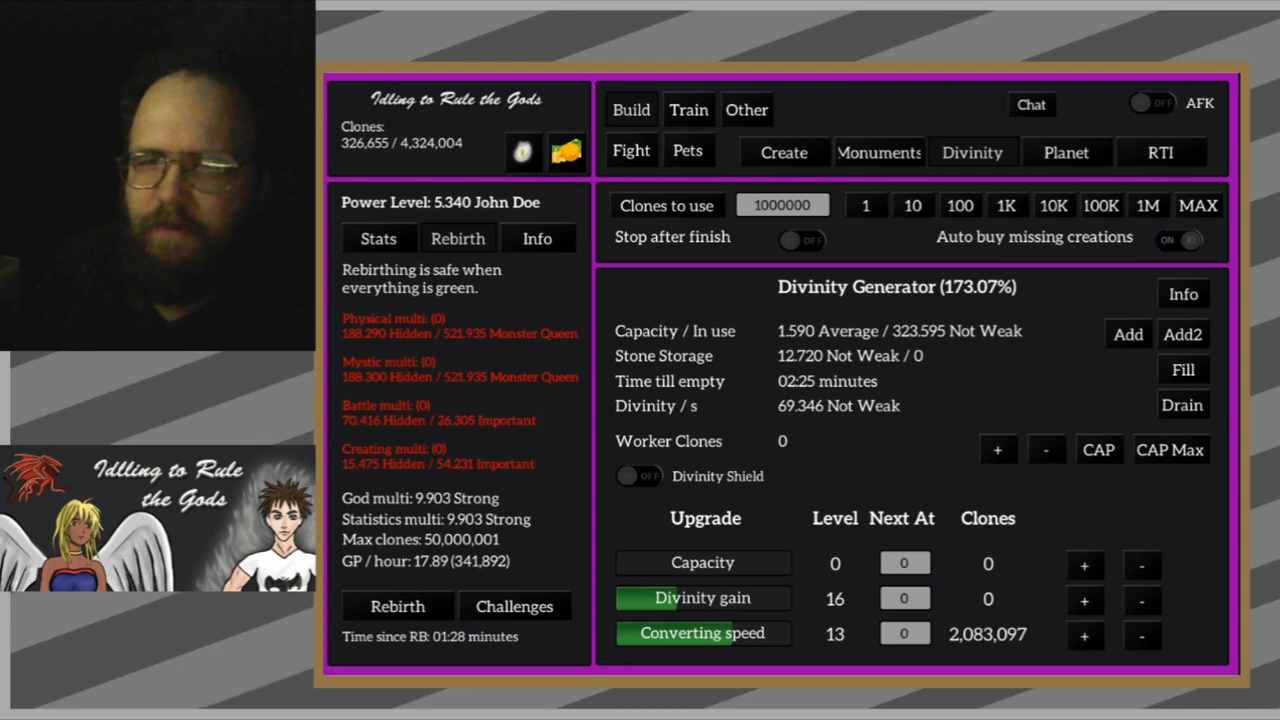 Idling to Rule the Gods
Clones:
326,655 / 4,324,004
Build Train Other
Chat
OFF AFK
Fight Pets Create Monuments Divinity Planet RTI
Power Level: 5.340 John Doe
Stats Rebirth Info
Rebirthing is safe when
everything is green.
Physical multi: (0)
188.290 Hidden / 521.935 Monster Queen
Mystic multi: (0)
188.300 Hidden / 521.935 Monster Queen
Battle multi: (0)
70.416 Hidden / 26.305 Important
Creating multi: (0)
15.475 Hidden / 54.231 Important
God multi: 9.903 Strong
Statistics multi: 9.903 Strong
Max clones: 50,000,001
GP / hour: 17.89 (341,892)
Rebirth Challenges
Time since RB: 01:28 minutes
Clones to use 1000000 1 10 100 1K 10K 100K 1M MAX
Stop after finish OFF Auto buy missing creations ON
Divinity Generator (173.07%)
Info
Capacity / In use 1.590 Average / 323.595 Not Weak Add Add2
Stone Storage 12.720 Not Weak / 0
Fill
Time till empty 02:25 minutes
Divinity / s 69.346 Not Weak Drain
Worker Clones 0 + - CAP CAP Max
OFF Divinity Shield
Upgrade Level Next At Clones
Capacity 0 0 0 + -
Divinity gain 16 0 0 + -
Converting speed 13 0 2,083,097 + -
Idlling to Rule
the Gods